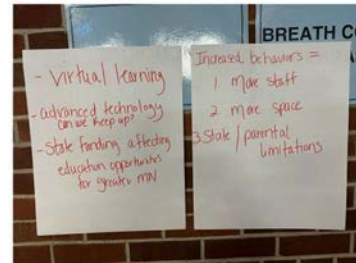 BREATH CO
- Virtual learning
- advanced technology
can we keep up?
- State funding affecting
education opportunities
for greater MN
Increased behaviors =
1 more staff
2 more space
3 State / parental
limitations